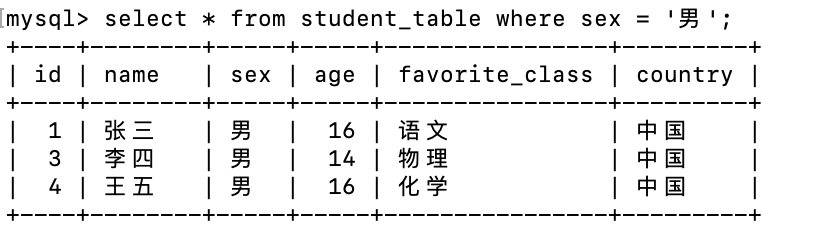 mysql> select * from student_table where sex = '男';
+----+--------+-----+-----+----------------+---------+
| id | name   | sex | age | favorite_class | country |
+----+--------+-----+-----+----------------+---------+
|  1 | 张三   | 男  |  16 | 语文           | 中国    |
|  3 | 李四   | 男  |  14 | 物理           | 中国    |
|  4 | 王五   | 男  |  16 | 化学           | 中国    |
+----+--------+-----+-----+----------------+---------+